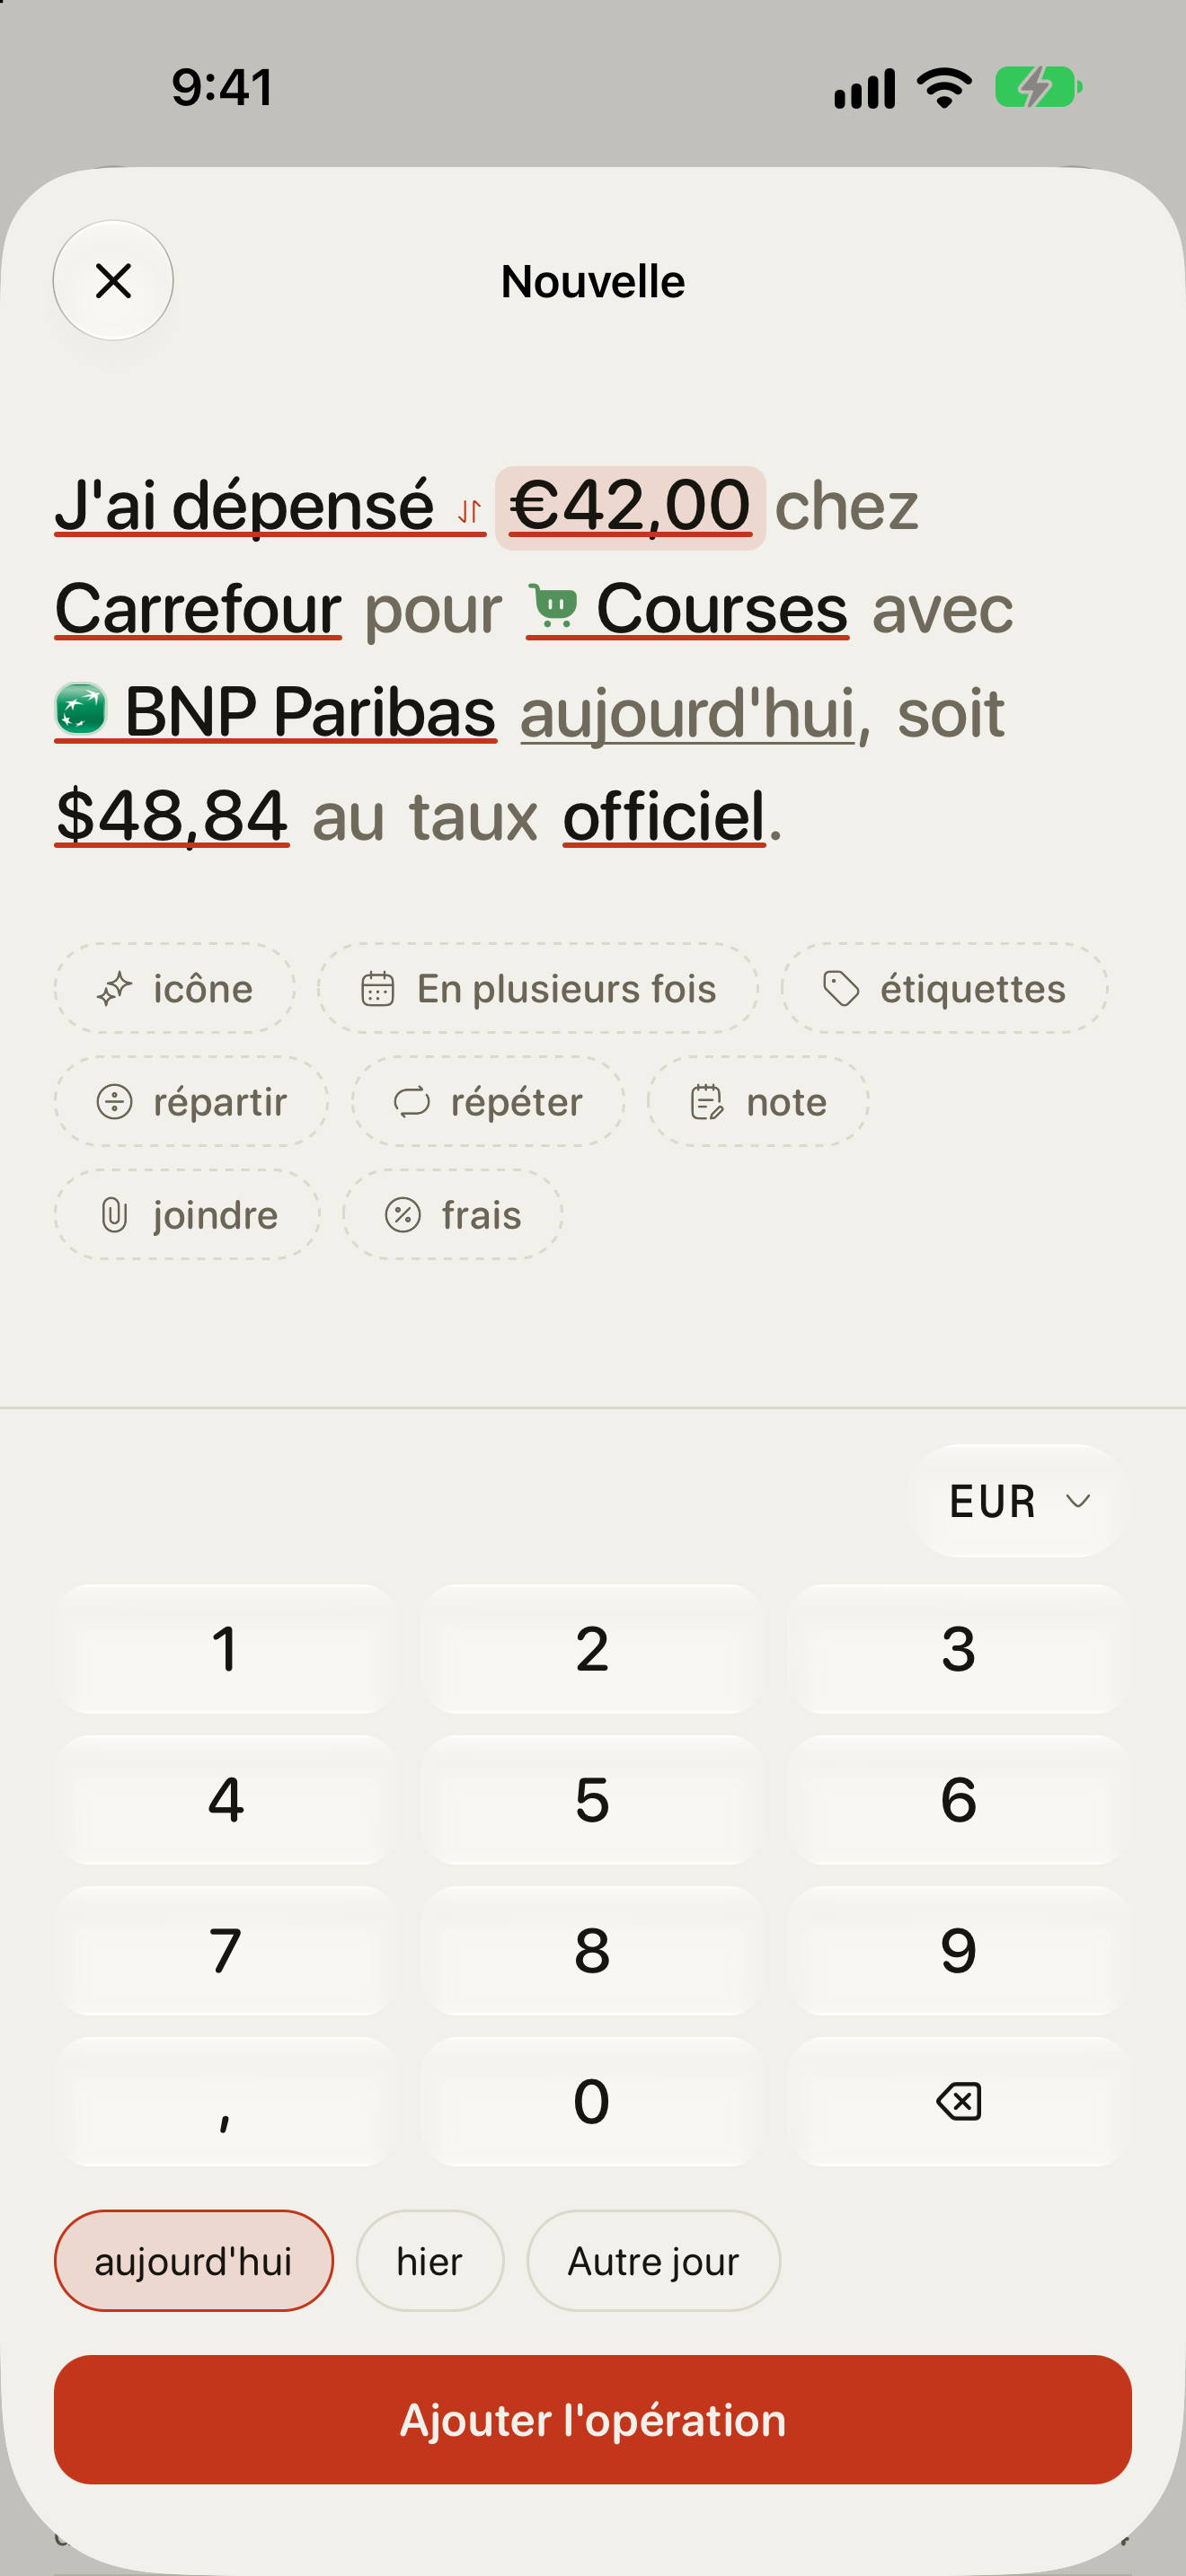 9:41
Nouvelle
J'ai dépensé €42,00 chez
Carrefour pour Courses avec
BNP Paribas aujourd'hui, soit
$48,84 au taux officiel.
icône En plusieurs fois étiquettes
répartir répéter note
joindre frais
EUR
1 2 3
4 5 6
7 8 9
, 0
aujourd'hui hier Autre jour
Ajouter l'opération